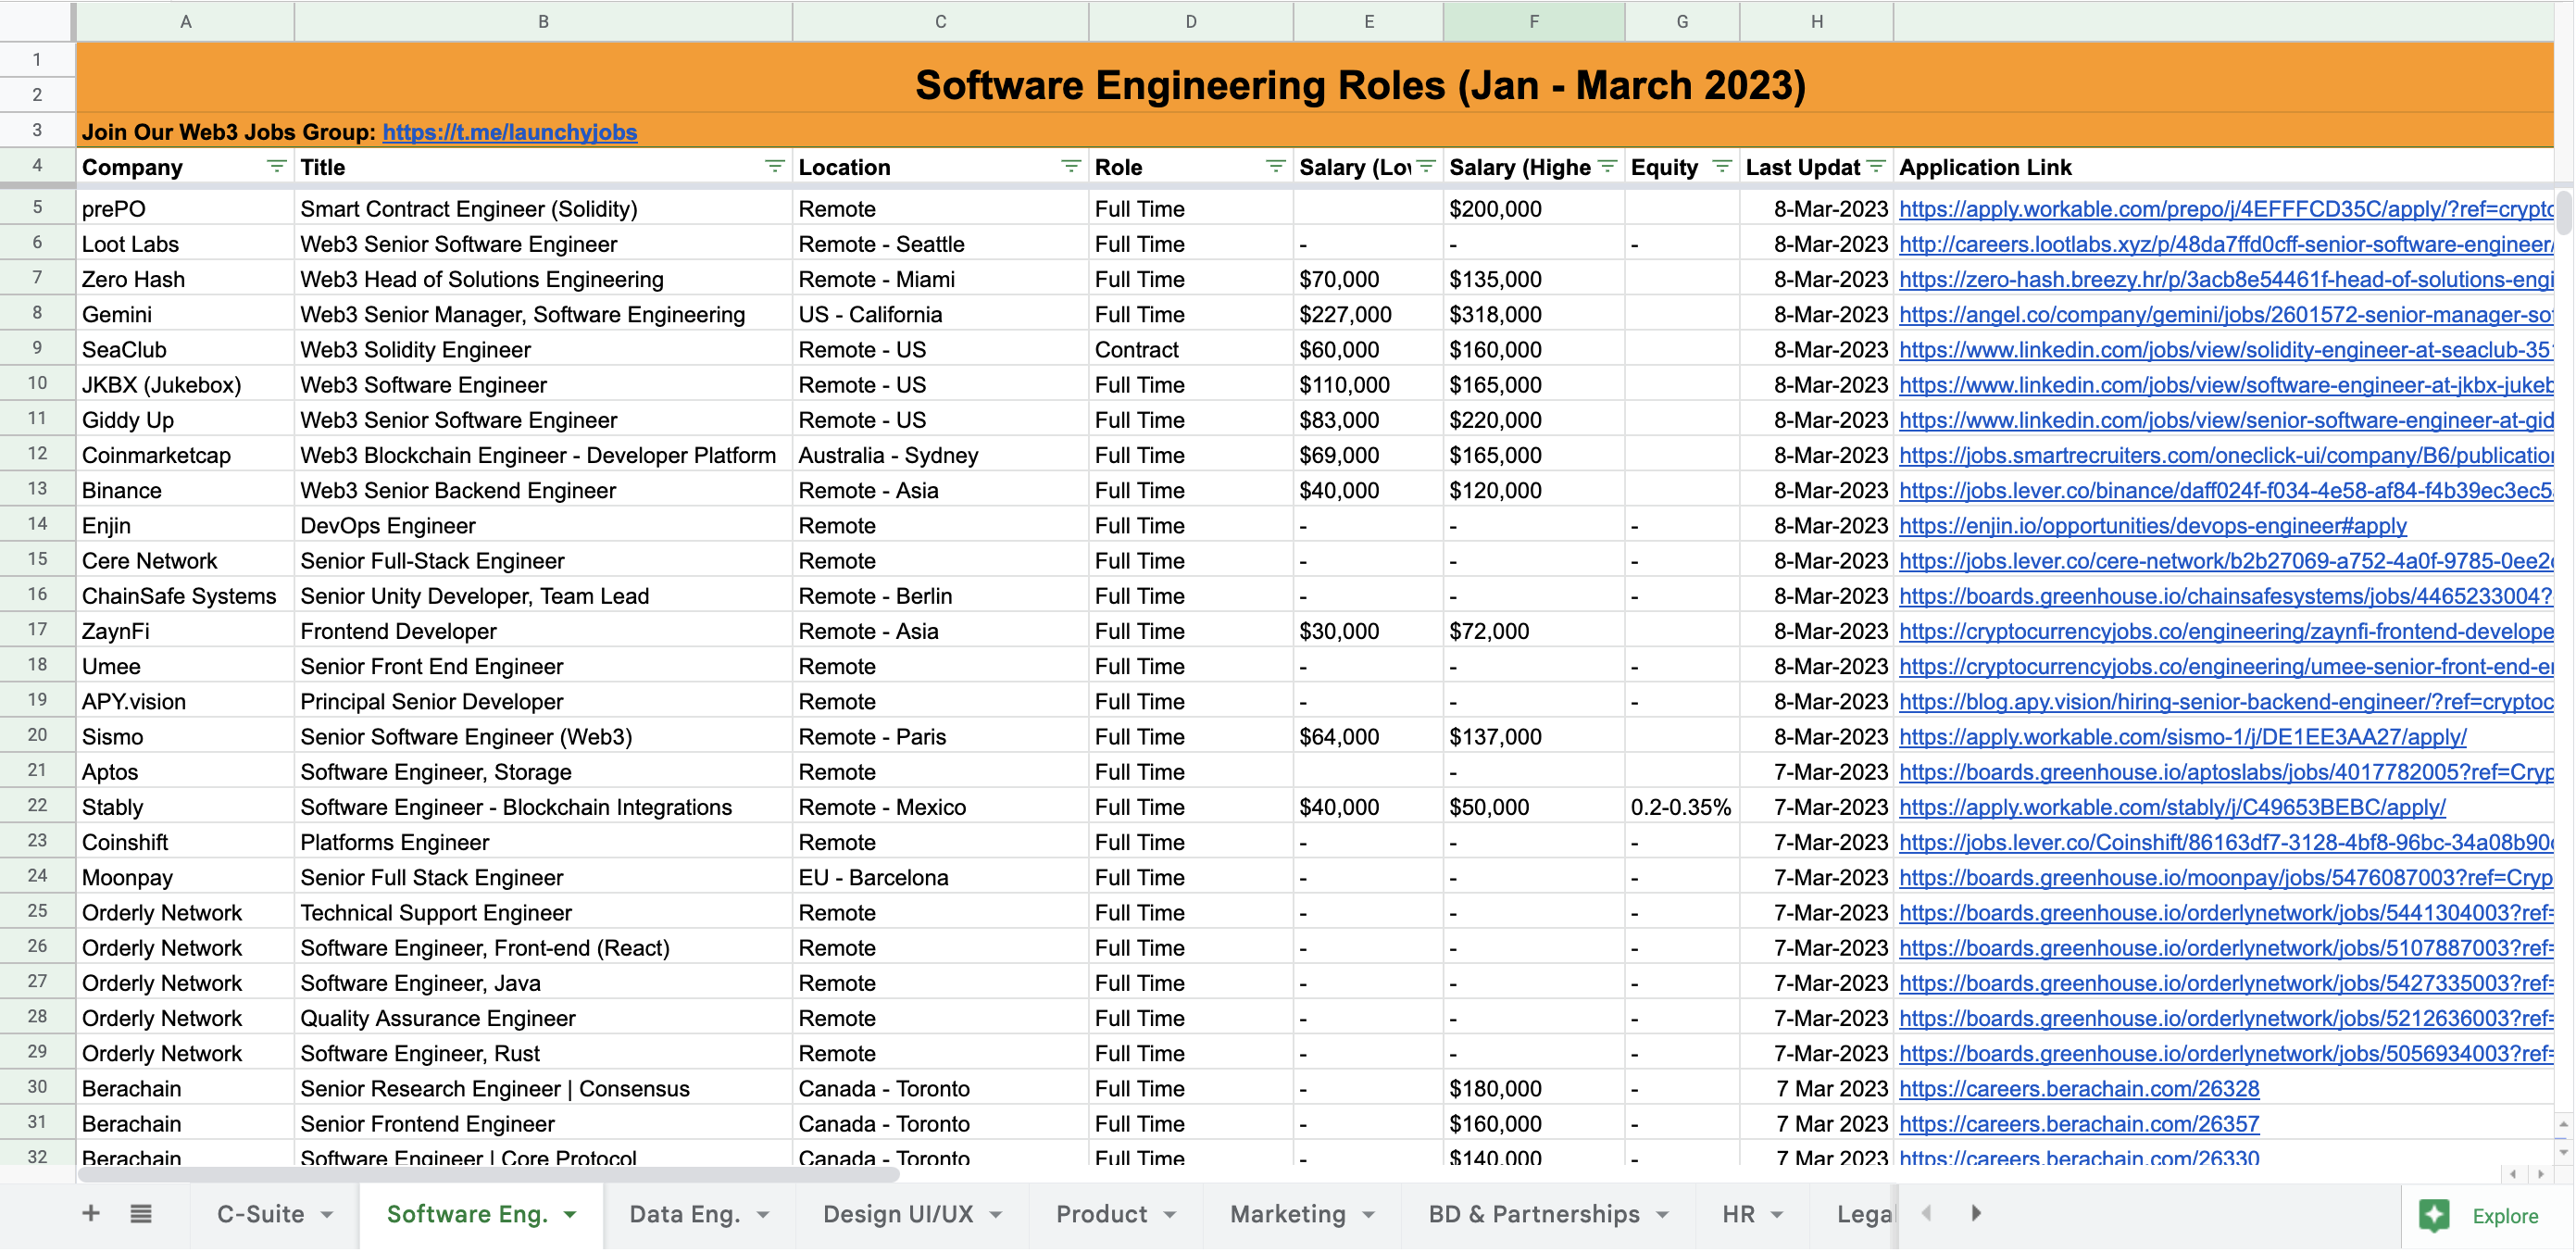 A B C D E F G H
1
Software Engineering Roles (Jan - March 2023)
2
3 Join Our Web3 Jobs Group: https://t.me/launchyjobs
4 Company Title Location Role Salary (Lov Salary (Highe Equity Last Updat Application Link
5 prePO Smart Contract Engineer (Solidity) Remote Full Time $200,000 8-Mar-2023 https://apply.workable.com/prepo/j/4EFFFCD35C/apply/?ref=crypto
6 Loot Labs Web3 Senior Software Engineer Remote - Seattle Full Time - - - 8-Mar-2023 http://careers.lootlabs.xyz/p/48da7ffd0cff-senior-software-engineer/
7 Zero Hash Web3 Head of Solutions Engineering Remote - Miami Full Time $70,000 $135,000 8-Mar-2023 https://zero-hash.breezy.hr/p/3acb8e54461f-head-of-solutions-engi
8 Gemini Web3 Senior Manager, Software Engineering US - California Full Time $227,000 $318,000 8-Mar-2023 https://angel.co/company/gemini/jobs/2601572-senior-manager-sof
9 SeaClub Web3 Solidity Engineer Remote - US Contract $60,000 $160,000 8-Mar-2023 https://www.linkedin.com/jobs/view/solidity-engineer-at-seaclub-351
10 JKBX (Jukebox) Web3 Software Engineer Remote - US Full Time $110,000 $165,000 8-Mar-2023 https://www.linkedin.com/jobs/view/software-engineer-at-jkbx-jukeb
11 Giddy Up Web3 Senior Software Engineer Remote - US Full Time $83,000 $220,000 8-Mar-2023 https://www.linkedin.com/jobs/view/senior-software-engineer-at-gid
12 Coinmarketcap Web3 Blockchain Engineer - Developer Platform Australia - Sydney Full Time $69,000 $165,000 8-Mar-2023 https://jobs.smartrecruiters.com/oneclick-ui/company/B6/publication
13 Binance Web3 Senior Backend Engineer Remote - Asia Full Time $40,000 $120,000 8-Mar-2023 https://jobs.lever.co/binance/daff024f-f034-4e58-af84-f4b39ec3ec5
14 Enjin DevOps Engineer Remote Full Time - - - 8-Mar-2023 https://enjin.io/opportunities/devops-engineer#apply
15 Cere Network Senior Full-Stack Engineer Remote Full Time - - - 8-Mar-2023 https://jobs.lever.co/cere-network/b2b27069-a752-4a0f-9785-0ee2
16 ChainSafe Systems Senior Unity Developer, Team Lead Remote - Berlin Full Time - - - 8-Mar-2023 https://boards.greenhouse.io/chainsafesystems/jobs/4465233004?
17 ZaynFi Frontend Developer Remote - Asia Full Time $30,000 $72,000 8-Mar-2023 https://cryptocurrencyjobs.co/engineering/zaynfi-frontend-develope
18 Umee Senior Front End Engineer Remote Full Time - - - 8-Mar-2023 https://cryptocurrencyjobs.co/engineering/umee-senior-front-end-e
19 APY.vision Principal Senior Developer Remote Full Time - - - 8-Mar-2023 https://blog.apy.vision/hiring-senior-backend-engineer/?ref=cryptoc
20 Sismo Senior Software Engineer (Web3) Remote - Paris Full Time $64,000 $137,000 8-Mar-2023 https://apply.workable.com/sismo-1/j/DE1EE3AA27/apply/
21 Aptos Software Engineer, Storage Remote Full Time - 7-Mar-2023 https://boards.greenhouse.io/aptoslabs/jobs/4017782005?ref=Cryp
22 Stably Software Engineer - Blockchain Integrations Remote - Mexico Full Time $40,000 $50,000 0.2-0.35% 7-Mar-2023 https://apply.workable.com/stably/j/C49653BEBC/apply/
23 Coinshift Platforms Engineer Remote Full Time - - - 7-Mar-2023 https://jobs.lever.co/Coinshift/86163df7-3128-4bf8-96bc-34a08b90
24 Moonpay Senior Full Stack Engineer EU - Barcelona Full Time - - - 7-Mar-2023 https://boards.greenhouse.io/moonpay/jobs/5476087003?ref=Cryp
25 Orderly Network Technical Support Engineer Remote Full Time - - - 7-Mar-2023 https://boards.greenhouse.io/orderlynetwork/jobs/5441304003?ref=
26 Orderly Network Software Engineer, Front-end (React) Remote Full Time - - - 7-Mar-2023 https://boards.greenhouse.io/orderlynetwork/jobs/5107887003?ref=
27 Orderly Network Software Engineer, Java Remote Full Time - - - 7-Mar-2023 https://boards.greenhouse.io/orderlynetwork/jobs/5427335003?ref=
28 Orderly Network Quality Assurance Engineer Remote Full Time - - - 7-Mar-2023 https://boards.greenhouse.io/orderlynetwork/jobs/5212636003?ref=
29 Orderly Network Software Engineer, Rust Remote Full Time - - - 7-Mar-2023 https://boards.greenhouse.io/orderlynetwork/jobs/5056934003?ref=
30 Berachain Senior Research Engineer | Consensus Canada - Toronto Full Time - $180,000 - 7 Mar 2023 https://careers.berachain.com/26328
31 Berachain Senior Frontend Engineer Canada - Toronto Full Time - $160,000 - 7 Mar 2023 https://careers.berachain.com/26357
32 Berachain Software Engineer | Core Protocol Canada - Toronto Full Time - $140,000 - 7 Mar 2023 https://careers.berachain.com/26330
+ C-Suite Software Eng. Data Eng. Design UI/UX Product Marketing BD & Partnerships HR Lega Explore